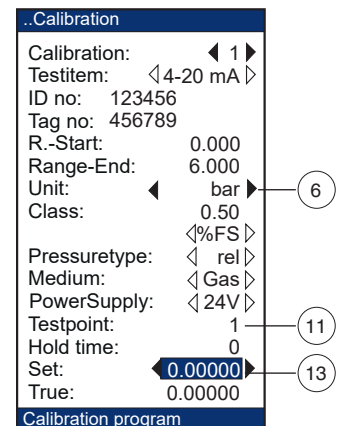 ..Calibration
Calibration: 1
Testitem: 4-20 mA
ID no: 123456
Tag no: 456789
R.-Start: 0.000
Range-End: 6.000
Unit: bar 6
Class: 0.50
%FS
Pressuretype: rel
Medium: Gas
PowerSupply: 24V
Testpoint: 1 11
Hold time: 0
Set: 0.00000 13
True: 0.00000
Calibration program